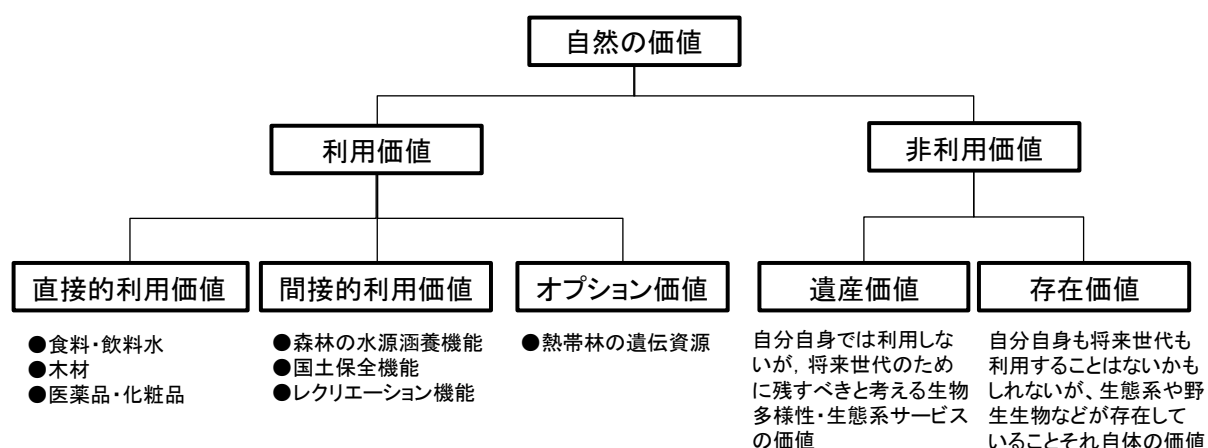 自然の価値
利用価値
非利用価値
直接的利用価値
間接的利用価値
オプション価値
遺産価値
存在価値
●食料・飲料水
●木材
●医薬品・化粧品
●森林の水源涵養機能
●国土保全機能
●レクリエーション機能
●熱帯林の遺伝資源
自分自身では利用しな
いが，将来世代のため
に残すべきと考える生物
多様性・生態系サービス
の価値
自分自身も将来世代も
利用することはないかも
しれないが、生態系や野
生生物などが存在して
いることそれ自体の価値